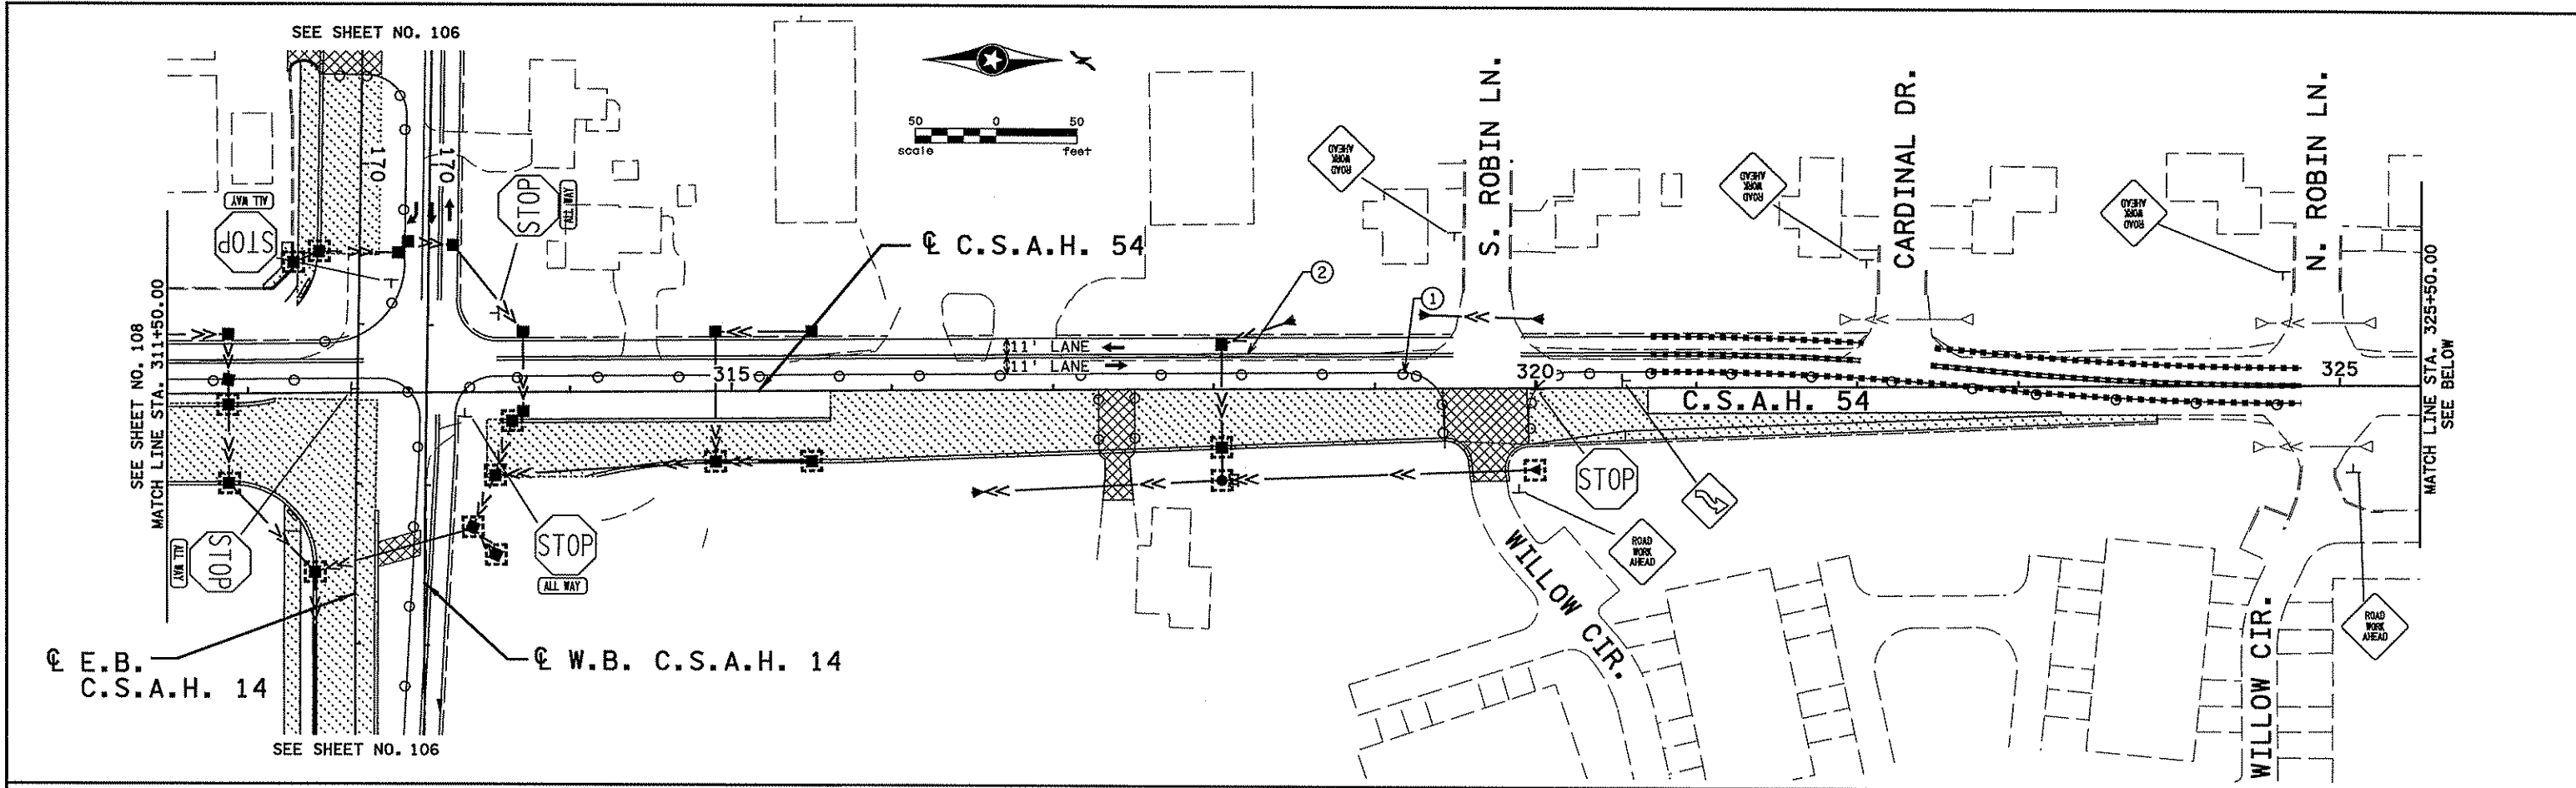 SEE SHEET NO. 106
50 0 50
scale feet
170
170
ALL WAY
STOP
STOP
ALL WAY
℄ C.S.A.H. 54
ROAD WORK AHEAD
S. ROBIN LN.
ROAD WORK AHEAD
CARDINAL DR.
ROAD WORK AHEAD
N. ROBIN LN.
2
1
SEE SHEET NO. 108
MATCH LINE STA. 311+50.00
11' LANE
11' LANE
315
320
325
C.S.A.H. 54
MATCH LINE STA. 325+50.00
SEE BELOW
STOP
ALL WAY
STOP
ALL WAY
STOP
ROAD
WORK
AHEAD
WILLOW CIR.
WILLOW CIR.
ROAD
WORK
AHEAD
℄ E.B.
C.S.A.H. 14
℄ W.B. C.S.A.H. 14
SEE SHEET NO. 106